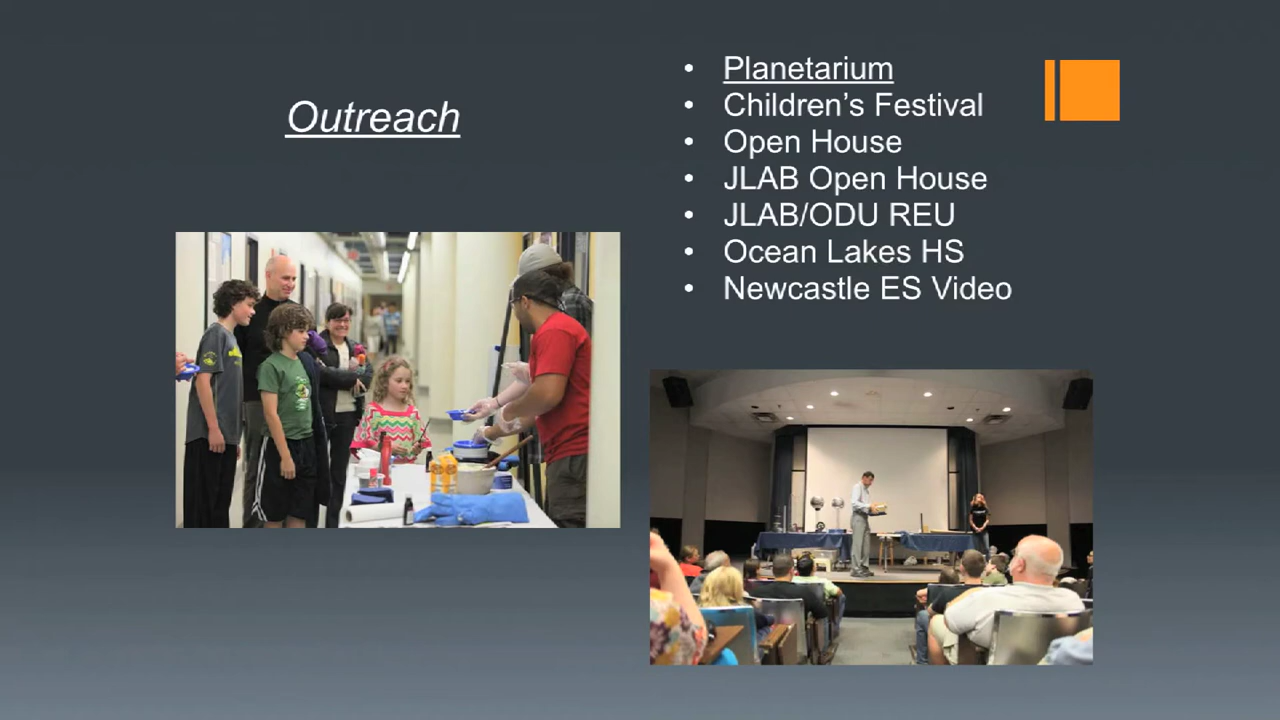 Outreach
• Planetarium
• Children’s Festival
• Open House
• JLAB Open House
• JLAB/ODU REU
• Ocean Lakes HS
• Newcastle ES Video